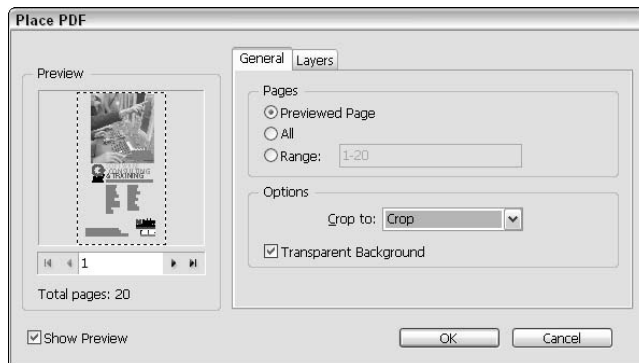 Place PDF
Preview
& TRAINING
1
Total pages: 20
Show Preview
General
Layers
Pages
Previewed Page
All
Range: 1-20
Options
Crop to: Crop
Transparent Background
OK
Cancel